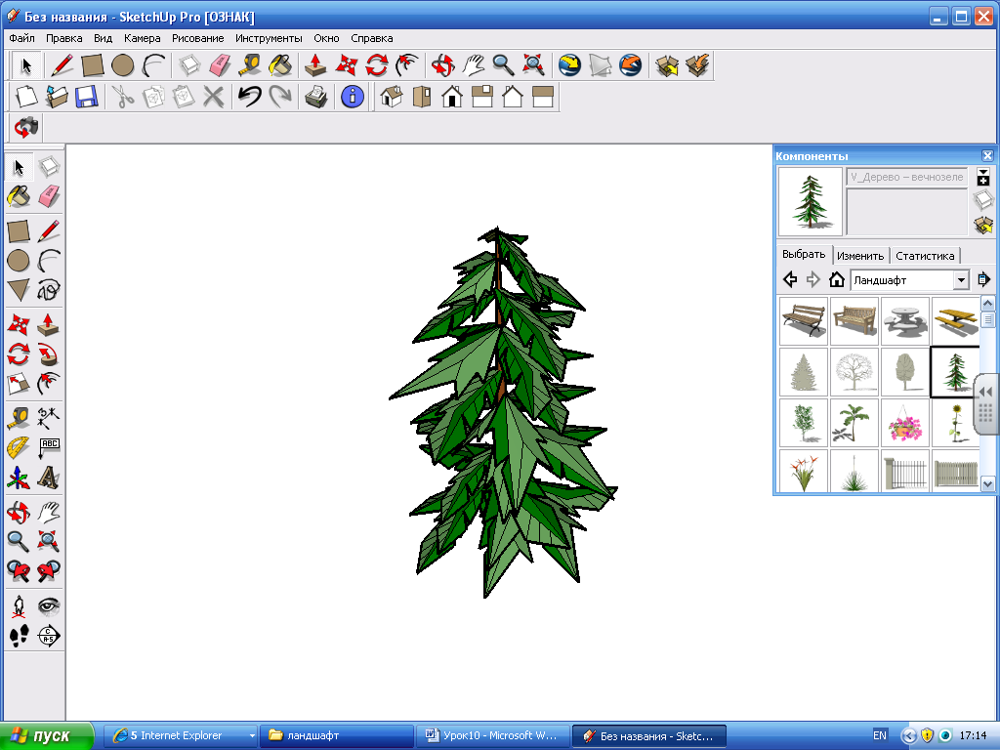 Без названия - SketchUp Pro [ОЗНАК]
Файл Правка Вид Камера Рисование Инструменты Окно Справка
Компоненты
V_Дерево – вечнозеле
Выбрать Изменить Статистика
Ландшафт
ABC
C
A-5
пуск
5 Internet Explorer
ландшафт
Урок10 - Microsoft W...
Без названия - Sketc...
EN
17:14